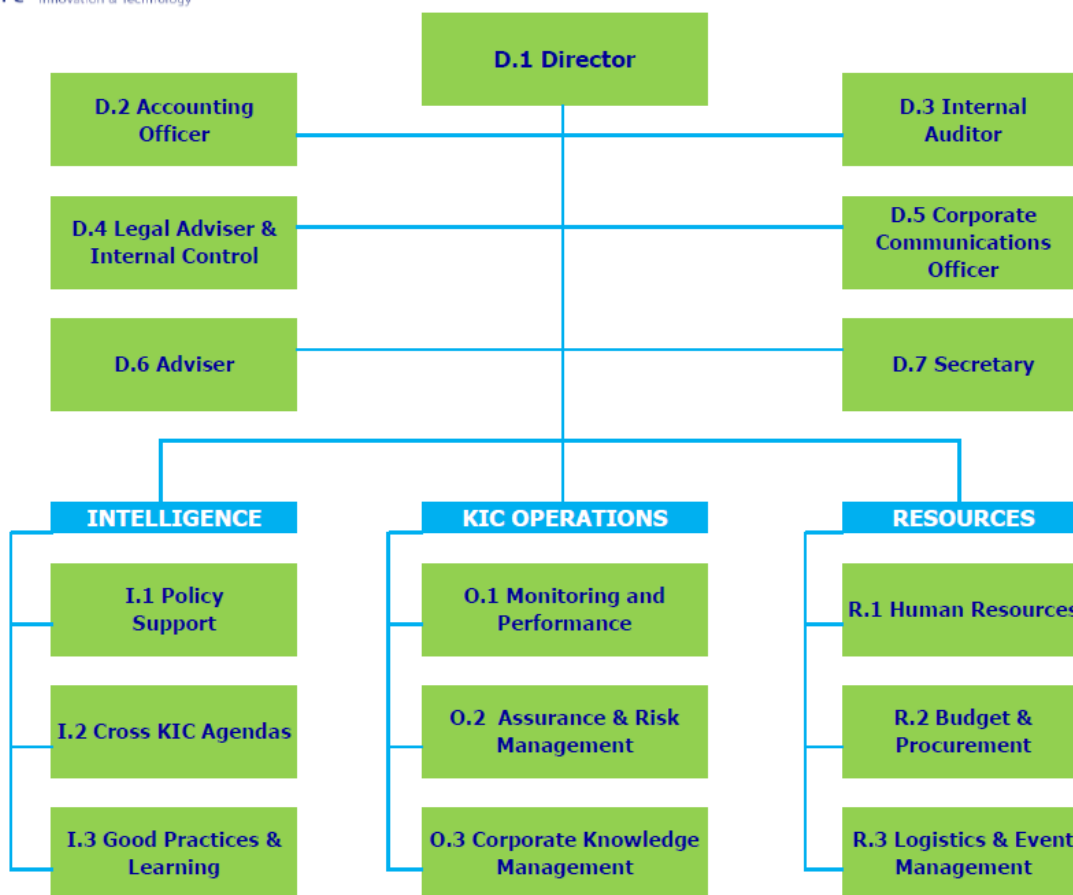 Innovation & Technology
D.1 Director
D.2 Accounting
Officer
D.3 Internal
Auditor
D.4 Legal Adviser &
Internal Control
D.5 Corporate
Communications
Officer
D.6 Adviser
D.7 Secretary
INTELLIGENCE
KIC OPERATIONS
RESOURCES
I.1 Policy
Support
O.1 Monitoring and
Performance
R.1 Human Resources
I.2 Cross KIC Agendas
O.2 Assurance & Risk
Management
R.2 Budget &
Procurement
I.3 Good Practices &
Learning
O.3 Corporate Knowledge
Management
R.3 Logistics & Event
Management